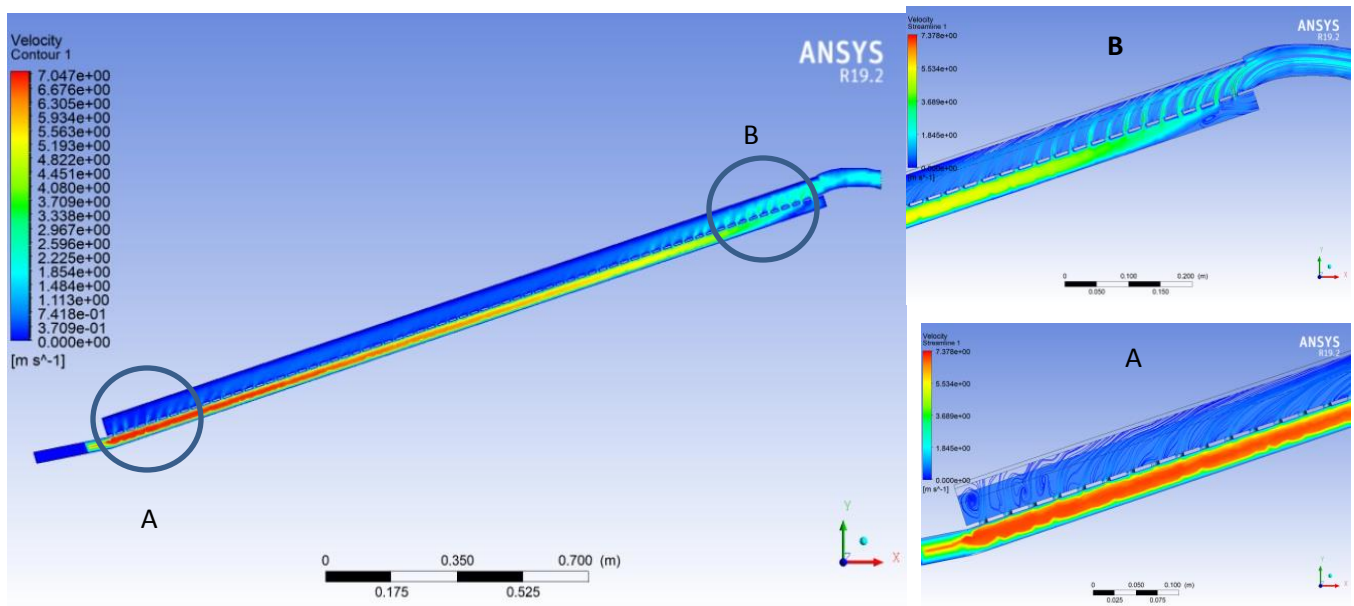 Velocity
Contour 1
7.047e+00
6.676e+00
6.305e+00
5.934e+00
5.563e+00
5.193e+00
4.822e+00
4.451e+00
4.080e+00
3.709e+00
3.338e+00
2.967e+00
2.596e+00
2.225e+00
1.854e+00
1.484e+00
1.113e+00
7.418e-01
3.709e-01
0.000e+00
[m s^-1]
ANSYS
R19.2
B
A
0 0.350 0.700 (m)
0.175 0.525
Y
X
Velocity
Streamline 1
7.378e+00
5.534e+00
3.689e+00
1.845e+00
0.000e+00
[m s^-1]
B
ANSYS
R19.2
0 0.100 0.200 (m)
0.050 0.150
Y
X
Velocity
Streamline 1
7.378e+00
5.534e+00
3.689e+00
1.845e+00
0.000e+00
[m s^-1]
A
ANSYS
R19.2
0 0.050 0.100 (m)
0.025 0.075
Y
X